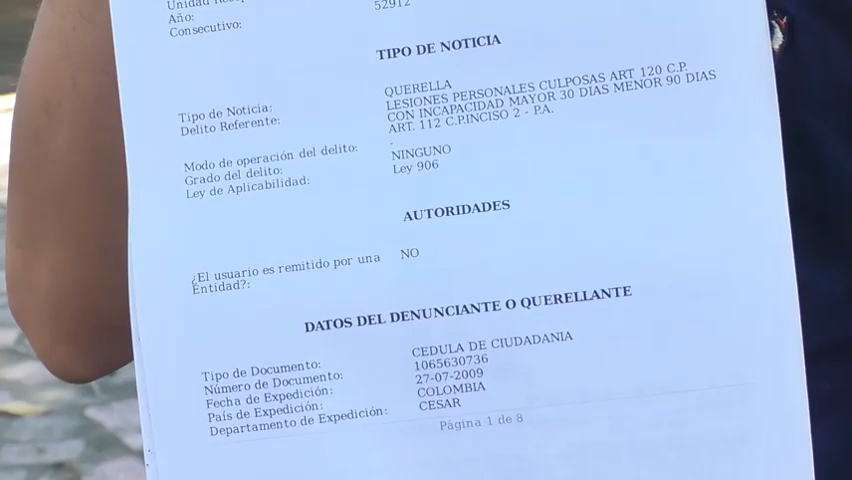 Unidad
52912
Año:
Consecutivo:
TIPO DE NOTICIA
Tipo de Noticia: QUERELLA
Delito Referente: LESIONES PERSONALES CULPOSAS ART 120 C.P.
CON INCAPACIDAD MAYOR 30 DIAS MENOR 90 DIAS
ART. 112 C.P.INCISO 2 - P.A.
Modo de operación del delito: -
Grado del delito: NINGUNO
Ley de Aplicabilidad: Ley 906
AUTORIDADES
¿El usuario es remitido por una NO
Entidad?:
DATOS DEL DENUNCIANTE O QUERELLANTE
Tipo de Documento: CEDULA DE CIUDADANIA
Número de Documento: 1065630736
Fecha de Expedición: 27-07-2009
País de Expedición: COLOMBIA
Departamento de Expedición: CESAR
Página 1 de 8